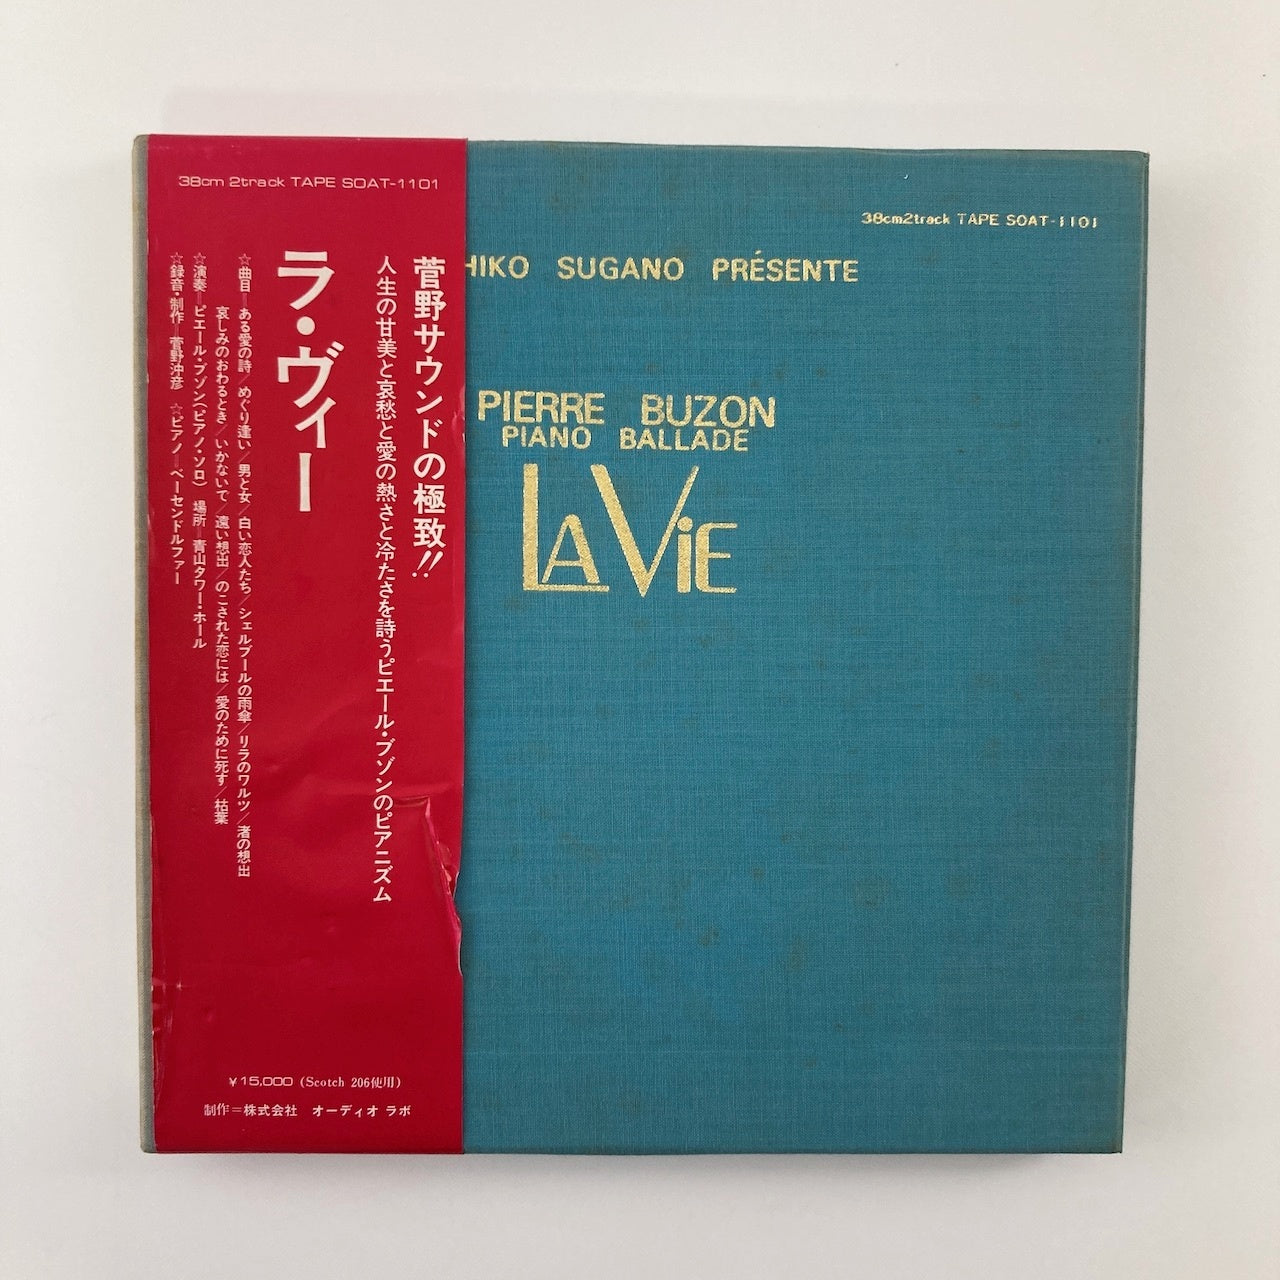 38cm 2track TAPE SOAT-1101
菅野サウンドの極致!!
人生の甘美と哀愁と愛の熱さと冷たさを詩うピエール・ブゾンのピアニズム
ラ・ヴィー
☆曲目＝ある愛の詩／めぐり逢い／男と女／白い恋人たち／シェルブールの雨傘／リラのワルツ／渚の想出
哀しみのおわるとき／いかないで／遠い想出／のこされた恋には／愛のために死す／枯葉
☆演奏＝ピエール・ブゾン(ピアノ・ソロ) 場所＝青山タワー・ホール
☆録音・制作＝菅野沖彦 ☆ピアノ＝ベーゼンドルファー
¥15,000 (Scotch 206使用)
制作＝株式会社 オーディオ ラボ
38cm2track TAPE SOAT-1101
HIKO SUGANO PRÉSENTE
PIERRE BUZON
PIANO BALLADE
LA ViE